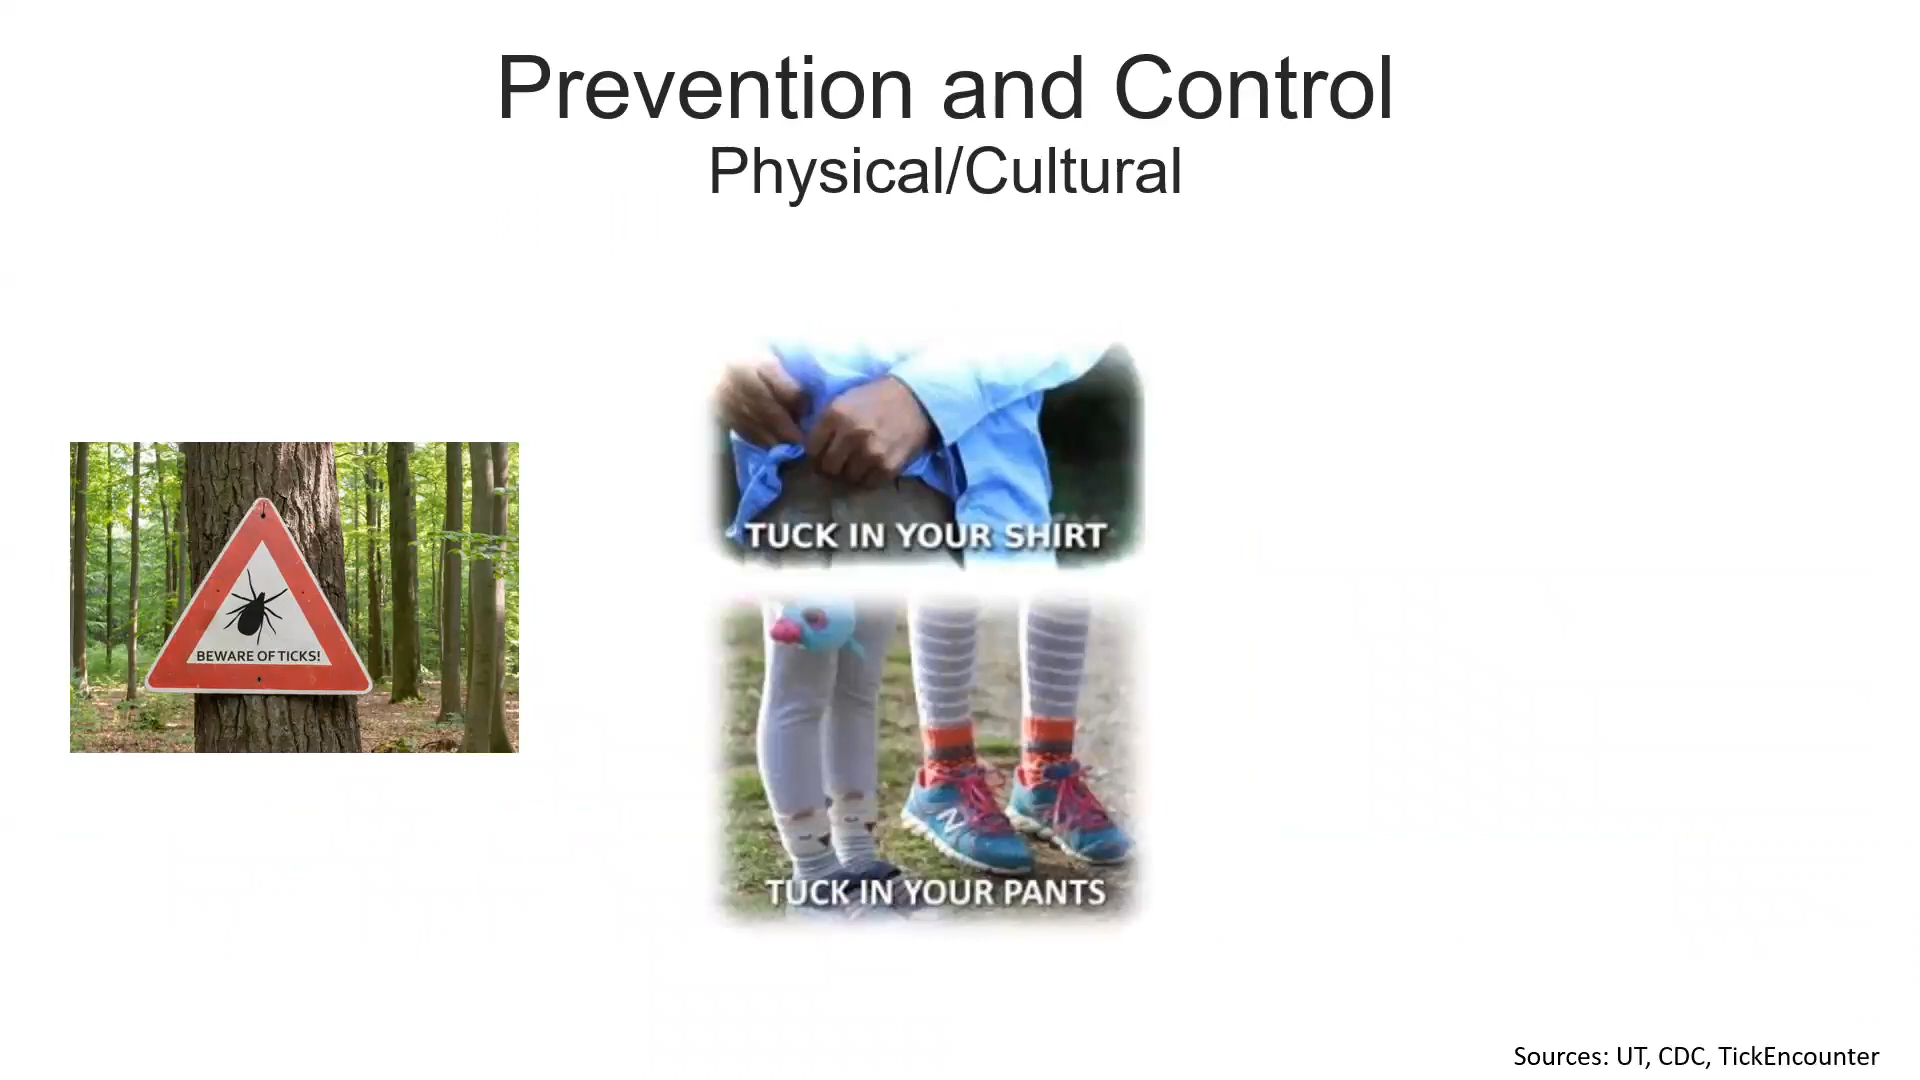 Prevention and Control
Physical/Cultural
TUCK IN YOUR SHIRT
BEWARE OF TICKS!
N
TUCK IN YOUR PANTS
Sources: UT, CDC, TickEncounter